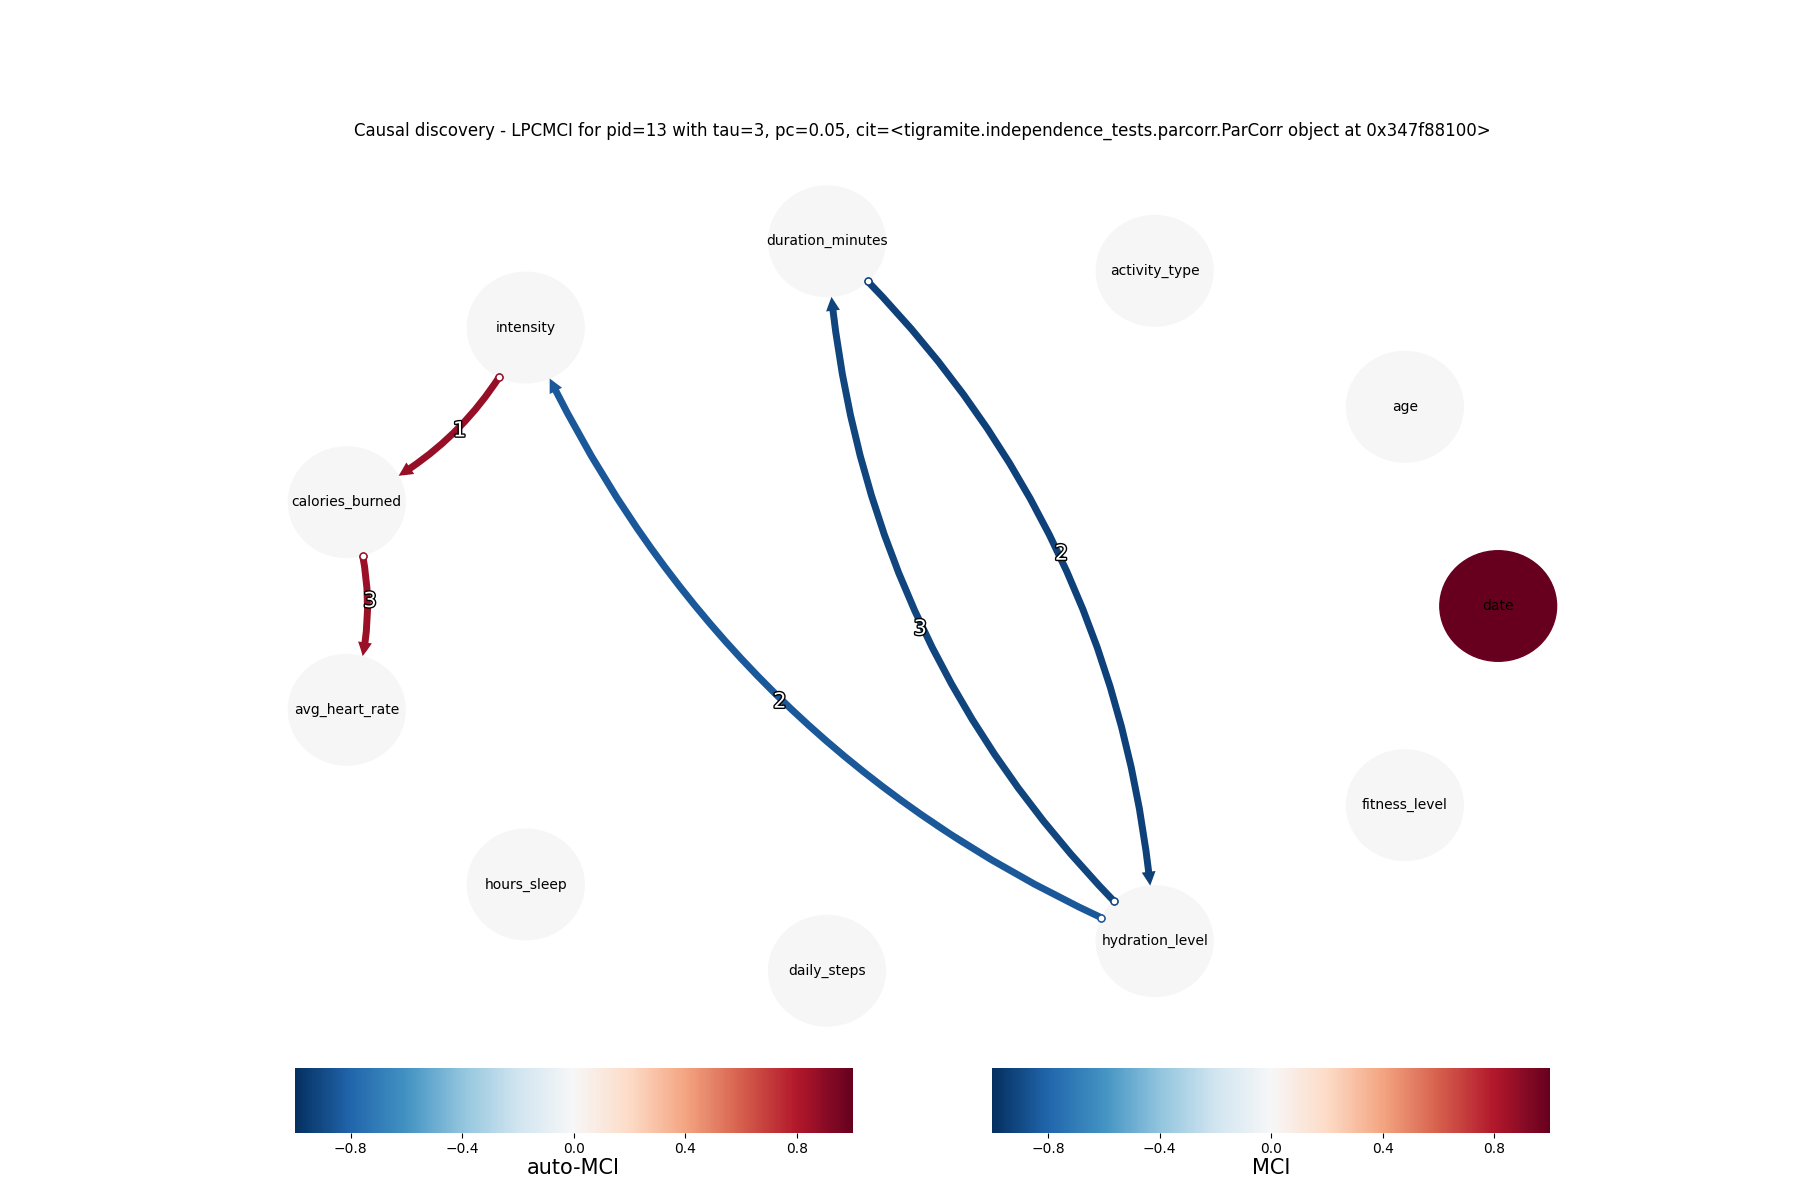 Causal discovery - LPCMCI for pid=13 with tau=3, pc=0.05, cit=<tigramite.independence_tests.parcorr.ParCorr object at 0x347f88100>
duration_minutes
activity_type
intensity
age
1
calories_burned
2
3
date
3
2
avg_heart_rate
fitness_level
hours_sleep
hydration_level
daily_steps
−0.8 −0.4 0.0 0.4 0.8
auto-MCI
−0.8 −0.4 0.0 0.4 0.8
MCI